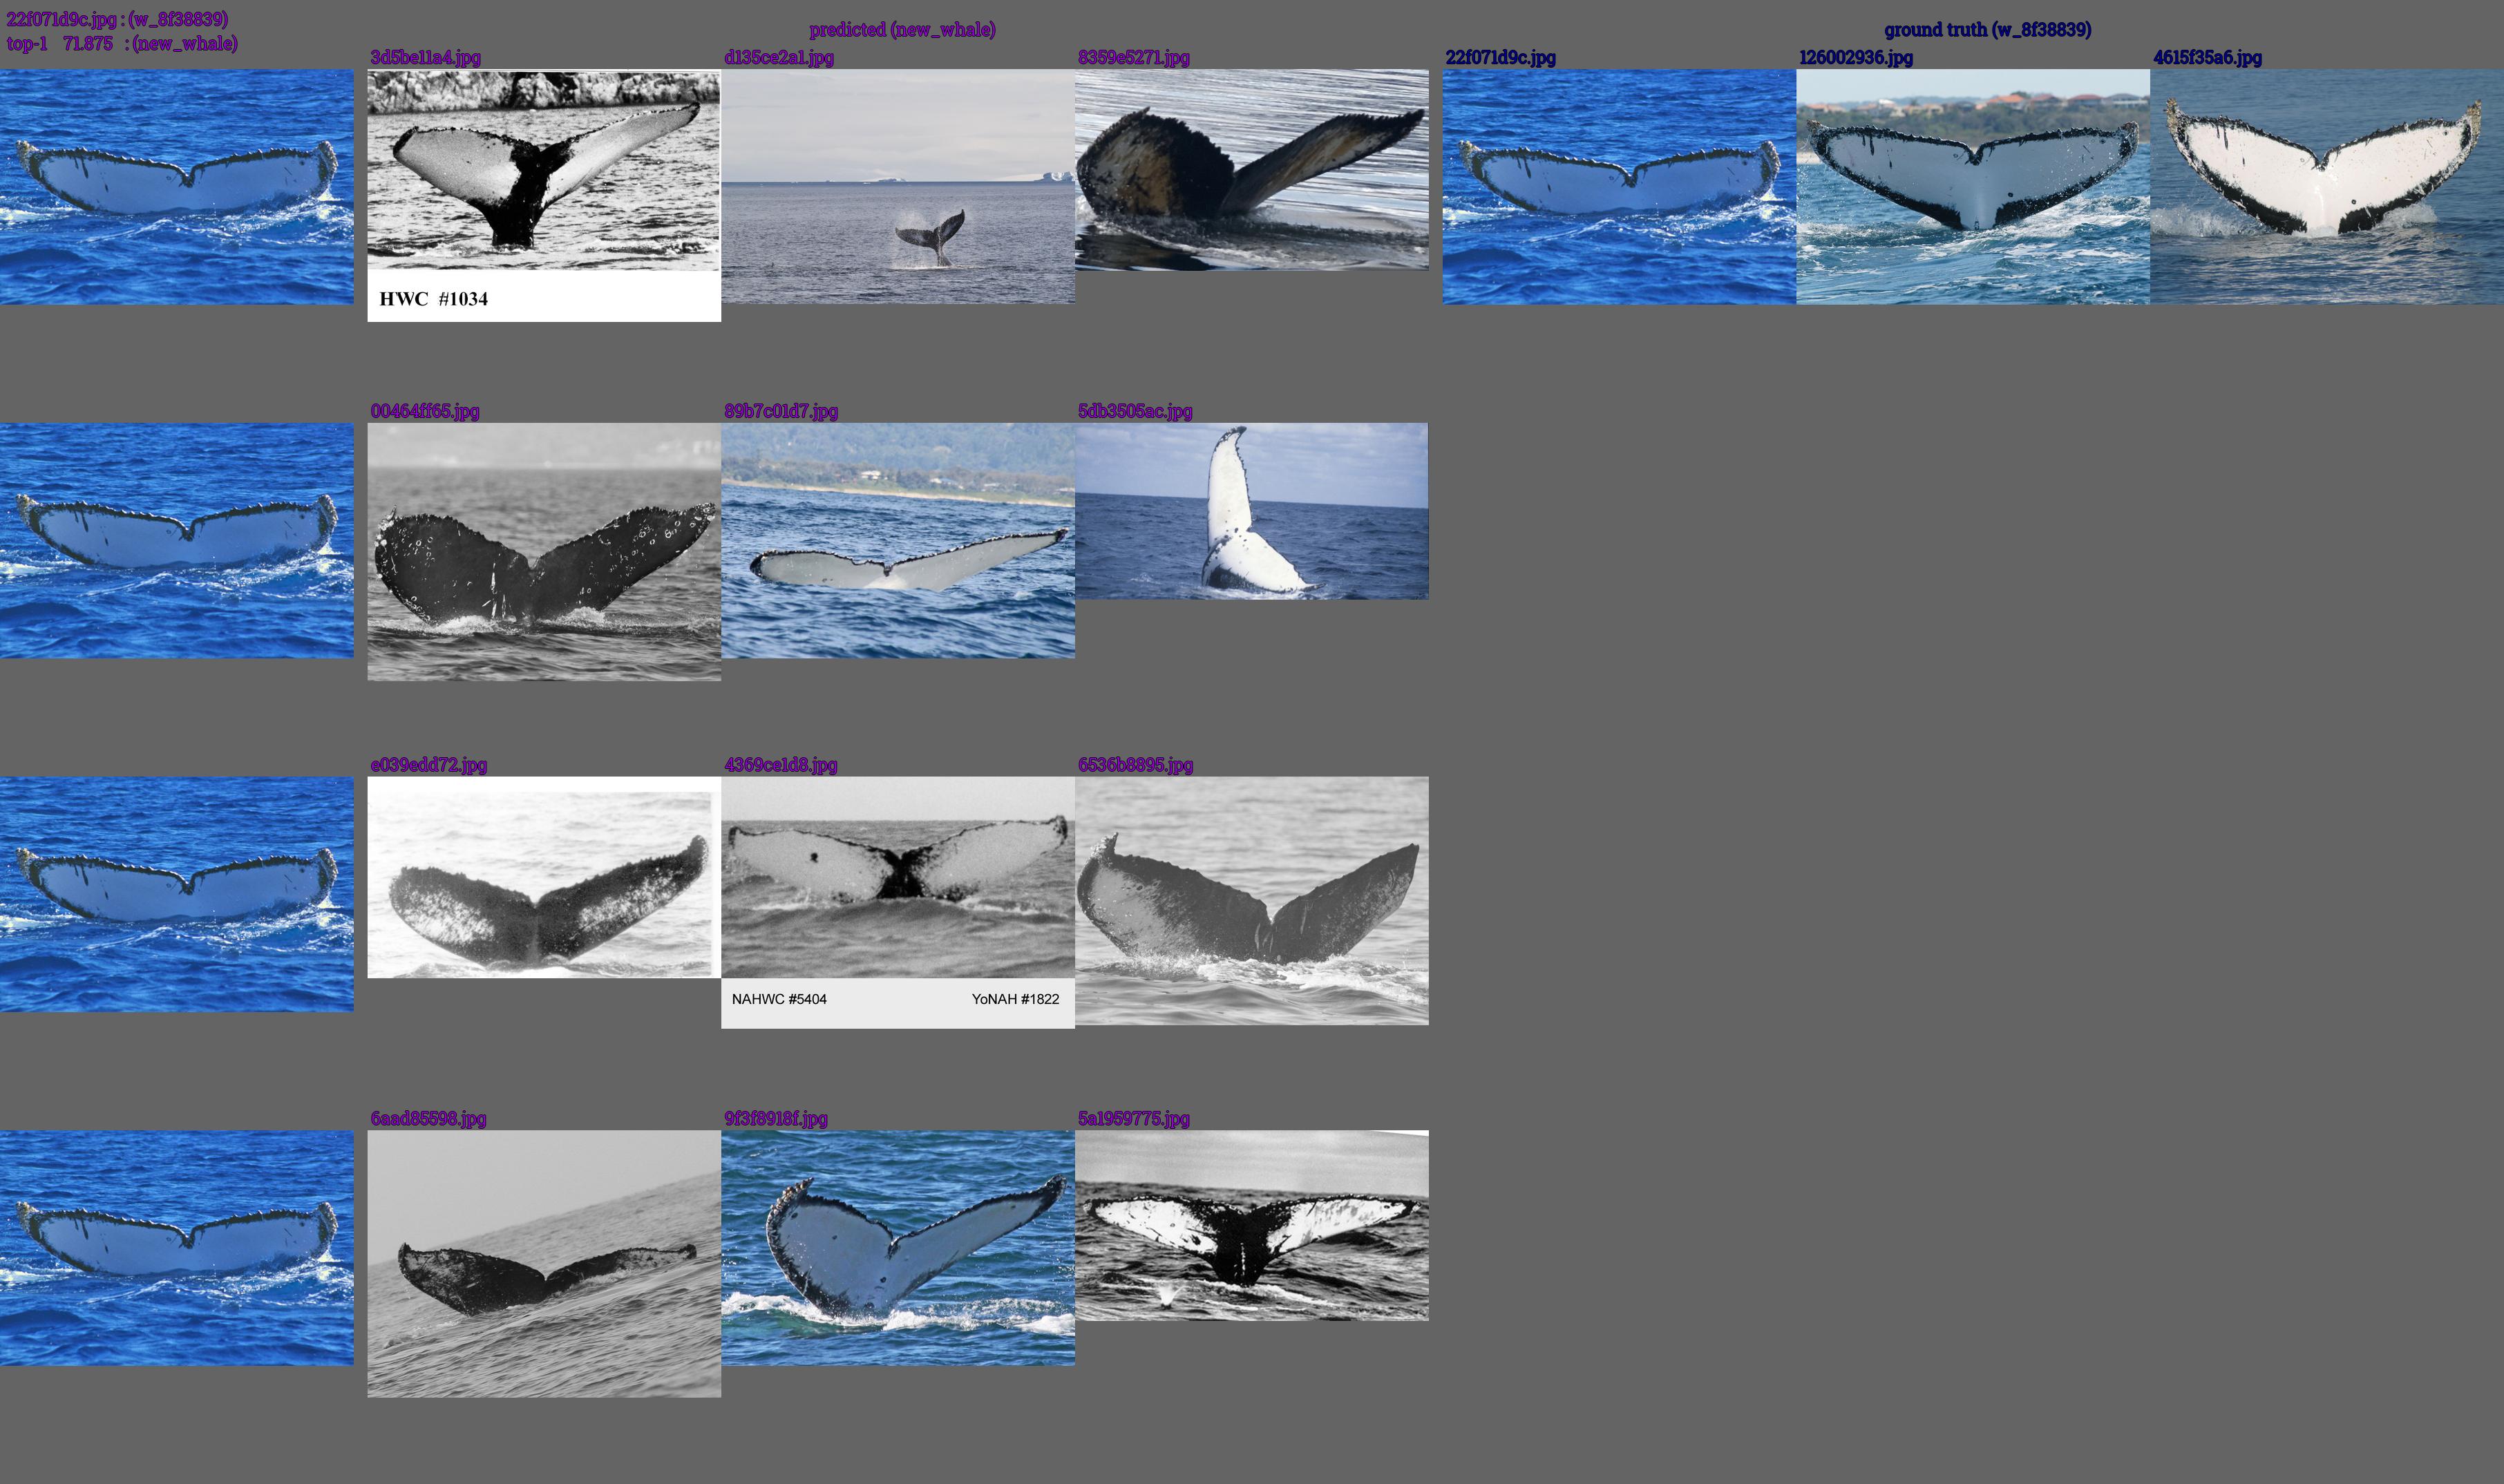 22f071d9c.jpg : (w_8f38839)
top-1 71.875 : (new_whale)
predicted (new_whale)
ground truth (w_8f38839)
3d5be11a4.jpg
d135ce2a1.jpg
8359e5271.jpg
22f071d9c.jpg
126002936.jpg
4615f35a6.jpg
HWC #1034
00464ff65.jpg
89b7c01d7.jpg
5db3505ac.jpg
e039edd72.jpg
4369ce1d8.jpg
6536b8895.jpg
NAHWC #5404
YoNAH #1822
6aad85598.jpg
9f3f8918f.jpg
5a1959775.jpg